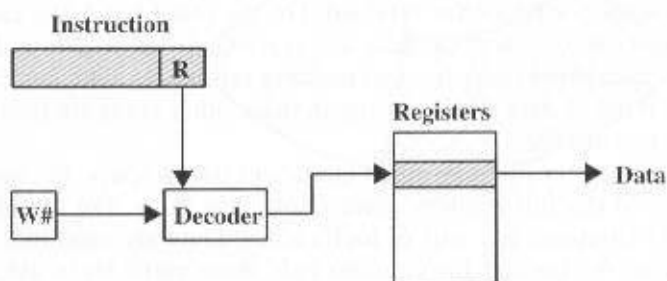 Instruction
R
Registers
Data
W#
Decoder